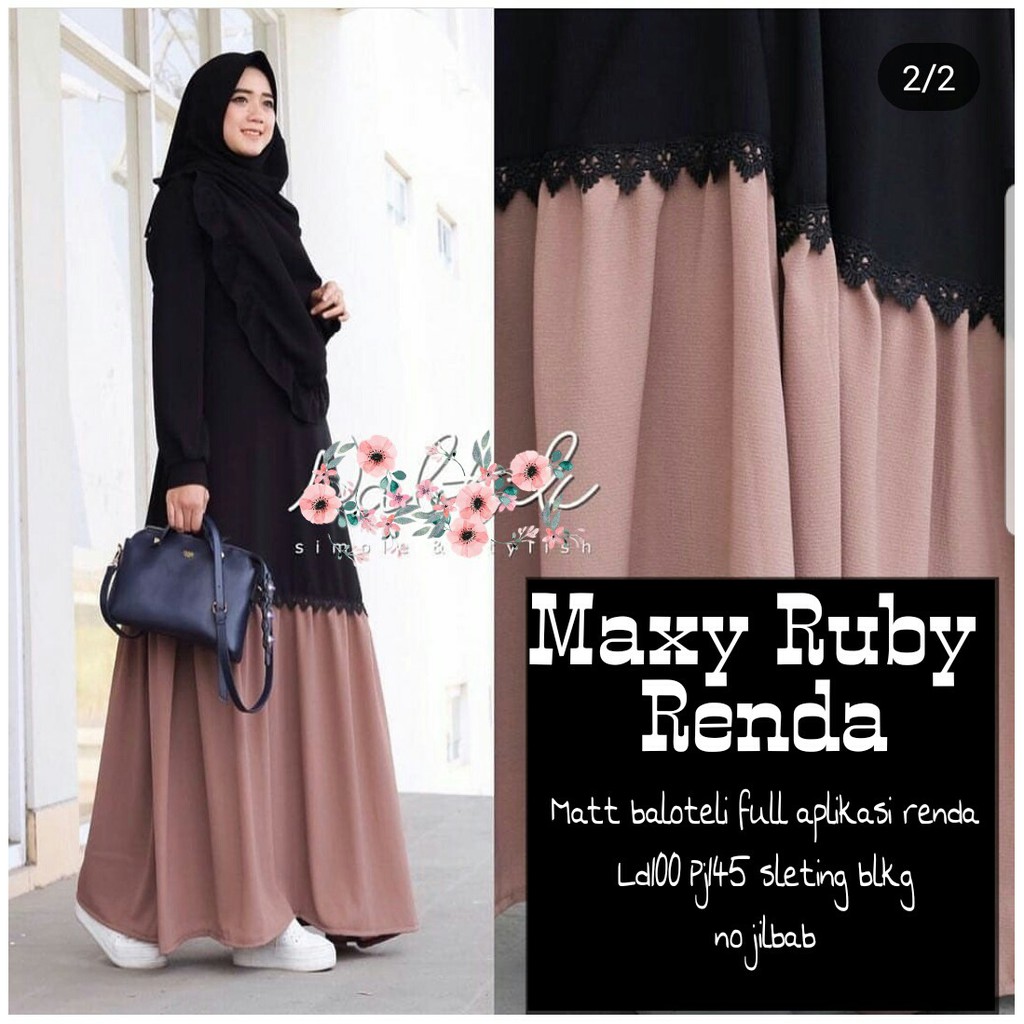 2/2
simple & stylish
Maxy Ruby
Renda
Matt baloteli full aplikasi renda
Ld100 Pj145 sleting blkg
no jilbab